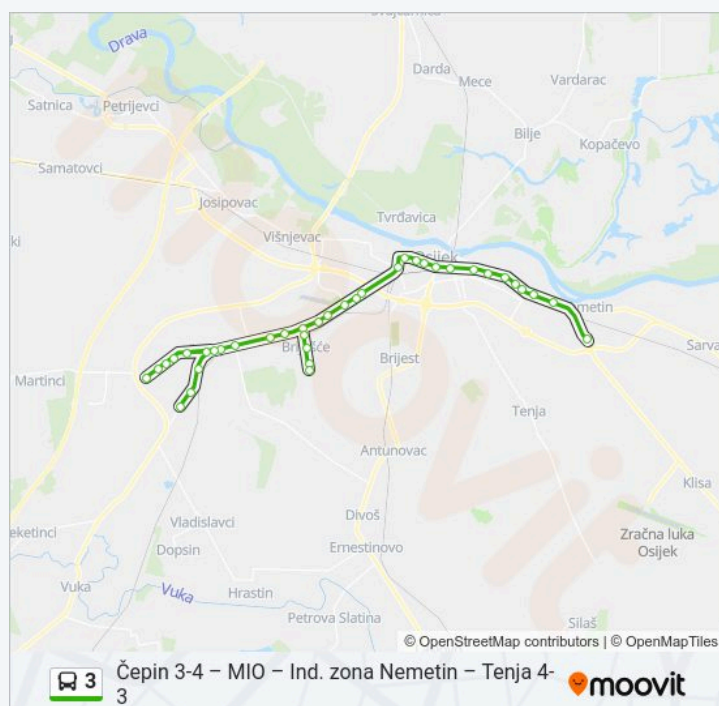 Svajcarnica
Drava
Darda
Mece
Vardarac
Satnica
Petrijevci
Bilje
Kopačevo
Samatovci
Josipovac
Tvrđavica
Višnjevac
Osijek
Nemetin
Sarva
Martinci
Brijest
Tenja
Antunovac
Klisa
Divoš
Zračna luka
Osijek
Vladislavci
Dopsin
Ernestinovo
Vuka
Vuka
Hrastin
Petrova Slatina
Silaš
moovit
© OpenStreetMap contributors | © OpenMapTiles
3
Čepin 3-4 – MIO – Ind. zona Nemetin – Tenja 4-
3
moovit